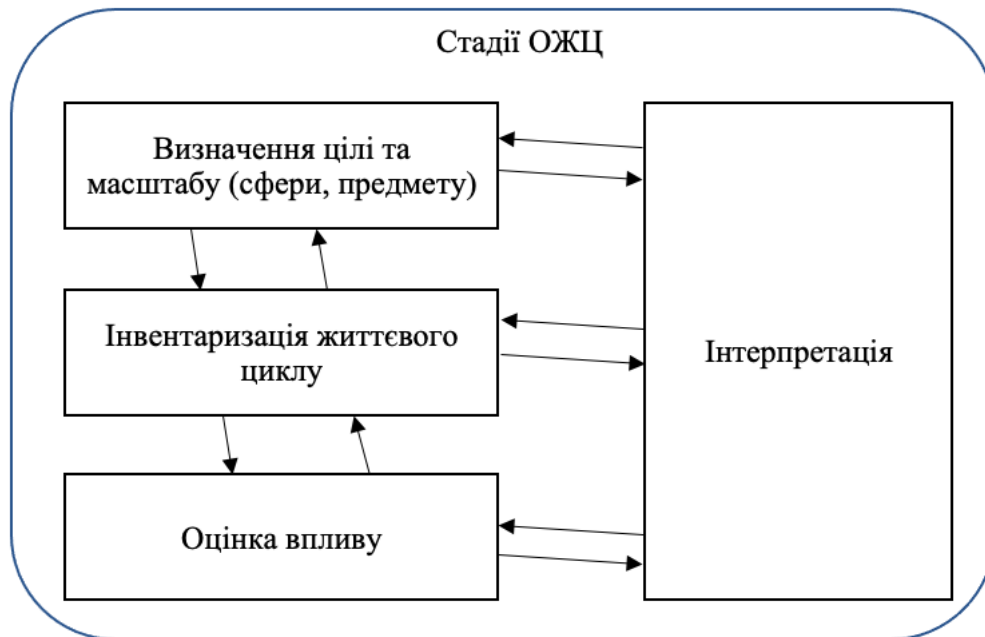 Стадії ОЖЦ
Визначення цілі та
масштабу (сфери, предмету)
Інвентаризація життєвого
циклу
Оцінка впливу
Інтерпретація